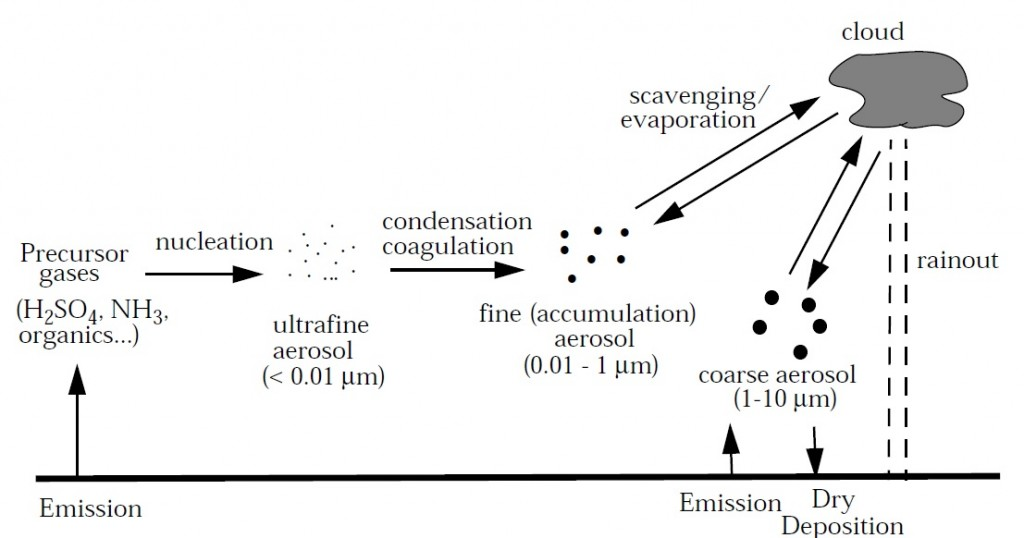 cloud
scavenging/
evaporation
condensation
coagulation
nucleation
Precursor
gases
(H₂SO₄, NH₃,
organics...)
rainout
ultrafine
aerosol
(< 0.01 µm)
fine (accumulation)
aerosol
(0.01 - 1 µm)
coarse aerosol
(1-10 µm)
Emission
Emission
Dry
Deposition